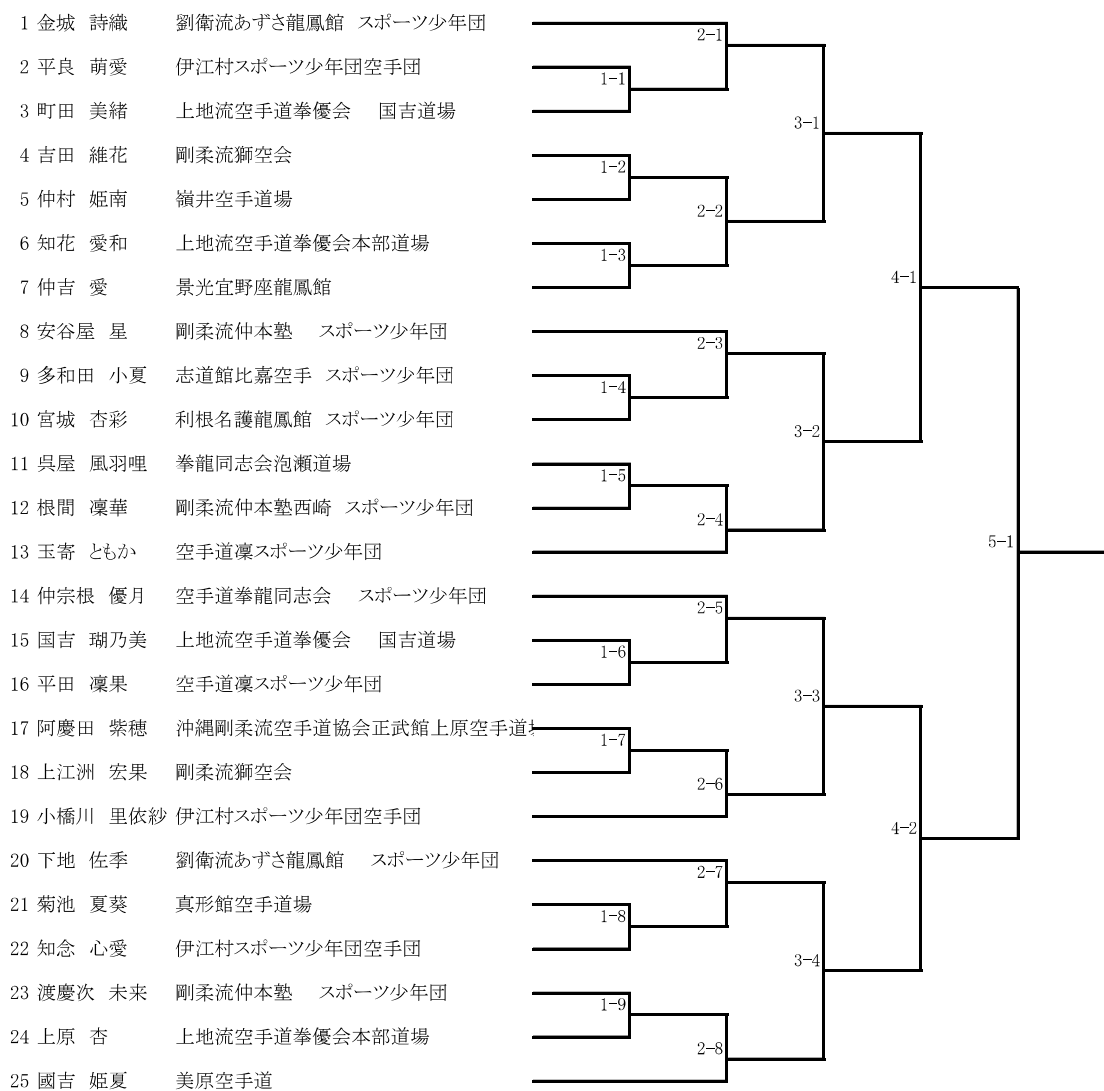 1 金城 詩織 劉衛流あずさ龍鳳館 スポーツ少年団
2-1
2 平良 萌愛 伊江村スポーツ少年団空手団
1-1
3 町田 美緒 上地流空手道拳優会 国吉道場
3-1
4 吉田 維花 剛柔流獅空会
1-2
5 仲村 姫南 嶺井空手道場
2-2
6 知花 愛和 上地流空手道拳優会本部道場
1-3
7 仲吉 愛 景光宜野座龍鳳館
4-1
8 安谷屋 星 剛柔流仲本塾 スポーツ少年団
2-3
9 多和田 小夏 志道館比嘉空手 スポーツ少年団
1-4
10 宮城 杏彩 利根名護龍鳳館 スポーツ少年団
3-2
11 呉屋 風羽哩 拳龍同志会泡瀬道場
1-5
12 根間 凜華 剛柔流仲本塾西崎 スポーツ少年団
2-4
13 玉寄 ともか 空手道凜スポーツ少年団
5-1
14 仲宗根 優月 空手道拳龍同志会 スポーツ少年団
2-5
15 国吉 瑚乃美 上地流空手道拳優会 国吉道場
1-6
16 平田 凜果 空手道凜スポーツ少年団
3-3
17 阿慶田 紫穂 沖縄剛柔流空手道協会正武館上原空手道
1-7
18 上江洲 宏果 剛柔流獅空会
2-6
19 小橋川 里依紗 伊江村スポーツ少年団空手団
4-2
20 下地 佐季 劉衛流あずさ龍鳳館 スポーツ少年団
2-7
21 菊池 夏葵 真形館空手道場
1-8
22 知念 心愛 伊江村スポーツ少年団空手団
3-4
23 渡慶次 未来 剛柔流仲本塾 スポーツ少年団
1-9
24 上原 杏 上地流空手道拳優会本部道場
2-8
25 國吉 姫夏 美原空手道